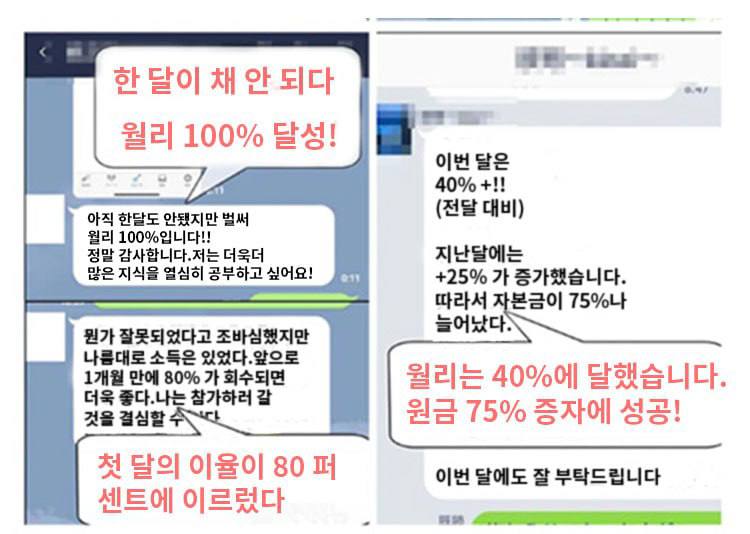 한 달이 채 안 되다
월리 100% 달성!
아직 한달도 안됐지만 벌써
월리 100%입니다!!
정말 감사합니다.저는 더욱더
많은 지식을 열심히 공부하고 싶어요!
0:11
뭔가 잘못되었다고 조바심했지만
나름대로 소득은 있었다.앞으로
1개월 만에 80% 가 회수되면
더욱 좋다.나는 참가하러 갈
것을 결심할 수
첫 달의 이율이 80 퍼
센트에 이르렀다
이번 달은
40% +!!
(전달 대비)
지난달에는
+25% 가 증가했습니다.
따라서 자본금이 75%나
늘어났다.
월리는 40%에 달했습니다.
원금 75% 증자에 성공!
이번 달에도 잘 부탁드립니다